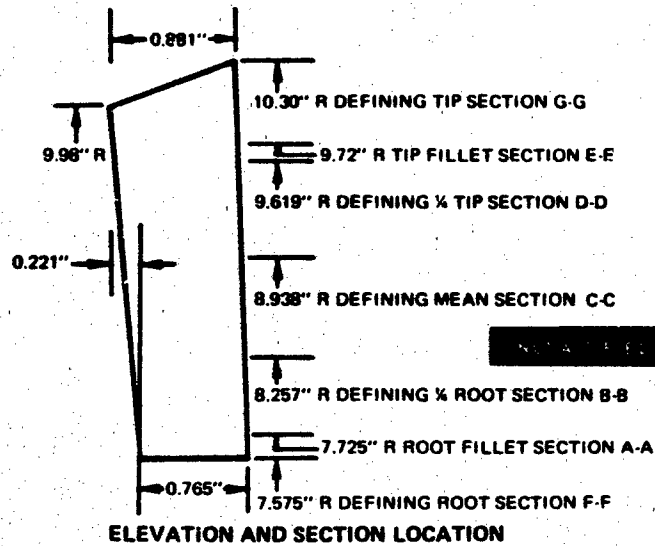 0.881"
10.30" R DEFINING TIP SECTION G-G
9.98" R
9.72" R TIP FILLET SECTION E-E
9.619" R DEFINING ¼ TIP SECTION D-D
0.221"
8.938" R DEFINING MEAN SECTION C-C
8.257" R DEFINING ¼ ROOT SECTION B-B
7.725" R ROOT FILLET SECTION A-A
0.765"
7.575" R DEFINING ROOT SECTION F-F
ELEVATION AND SECTION LOCATION